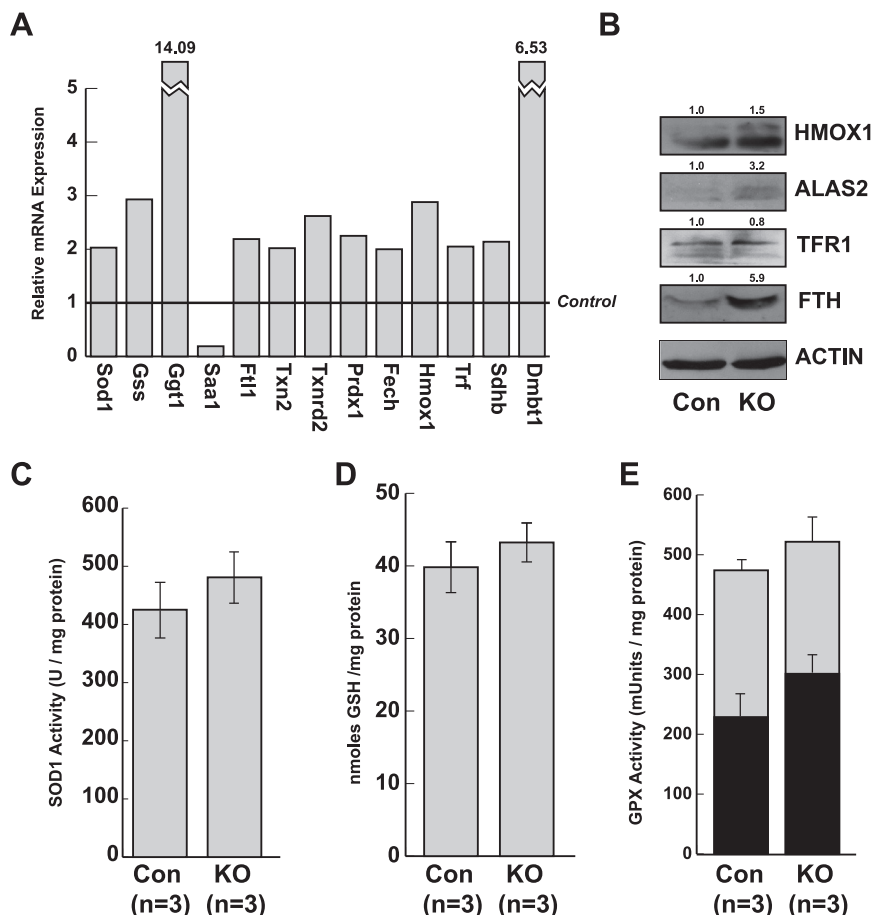 A
14.09
6.53
5
4
3
2
1
0
Relative mRNA Expression
Control
Sod1
Gss
Ggt1
Saa1
Ftl1
Txn2
Txnrd2
Prdx1
Fech
Hmox1
Trf
Sdhb
Dmbt1
B
1.0 1.5
HMOX1
1.0 3.2
ALAS2
1.0 0.8
TFR1
1.0 5.9
FTH
ACTIN
Con KO
C
600
500
400
300
200
100
0
SOD1 Activity (U / mg protein)
Con KO
(n=3) (n=3)
D
50
40
30
20
10
0
nmoles GSH /mg protein
Con KO
(n=3) (n=3)
E
600
500
400
300
200
100
0
GPX Activity (mUnits / mg protein)
Con KO
(n=3) (n=3)